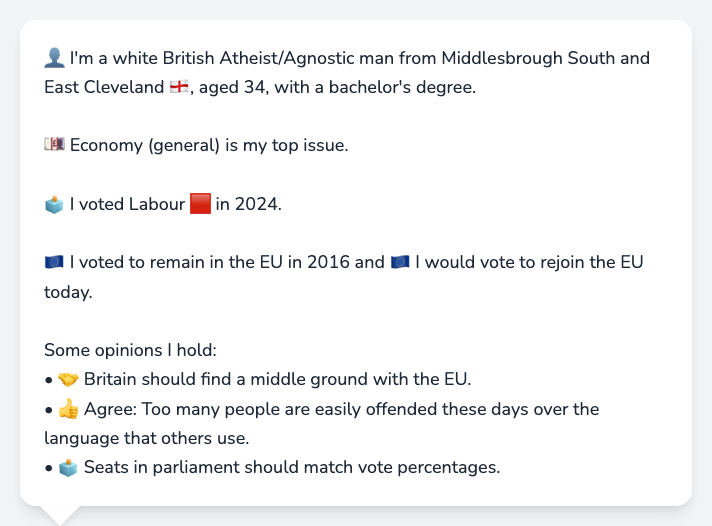 👤 I'm a white British Atheist/Agnostic man from Middlesbrough South and
East Cleveland 🏴󠁧󠁢󠁥󠁮󠁧󠁿, aged 34, with a bachelor's degree.
💷 Economy (general) is my top issue.
🗳️ I voted Labour 🟥 in 2024.
🇪🇺 I voted to remain in the EU in 2016 and 🇪🇺 I would vote to rejoin the EU
today.
Some opinions I hold:
• 🤝 Britain should find a middle ground with the EU.
• 👍 Agree: Too many people are easily offended these days over the
language that others use.
• 🗳️ Seats in parliament should match vote percentages.